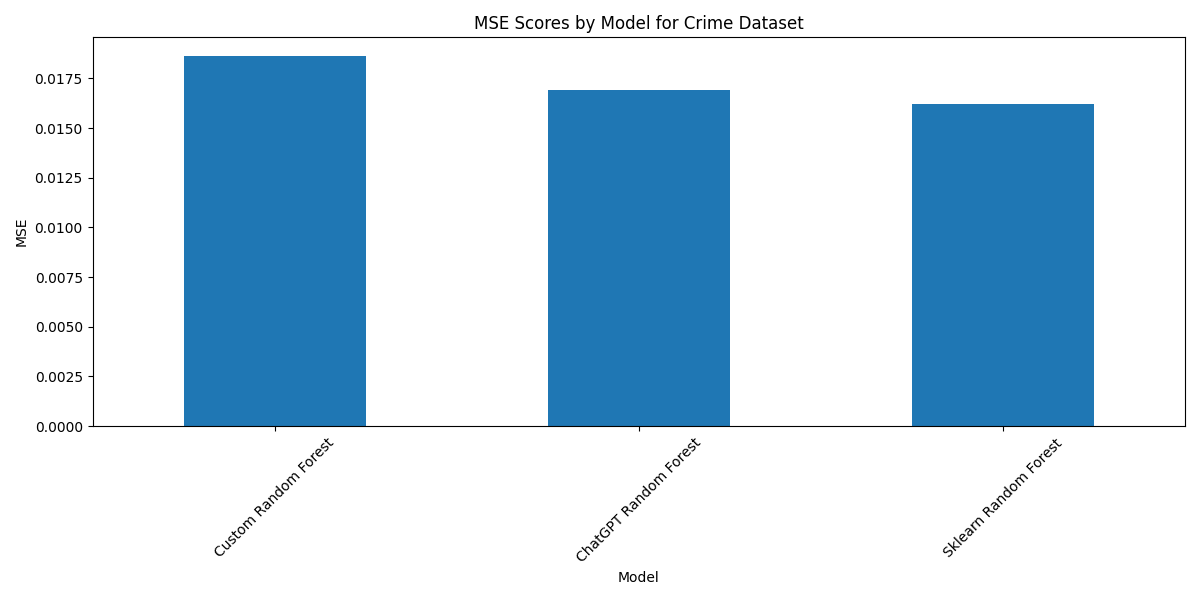 MSE Scores by Model for Crime Dataset
MSE
0.0175
0.0150
0.0125
0.0100
0.0075
0.0050
0.0025
0.0000
Custom Random Forest
ChatGPT Random Forest
Sklearn Random Forest
Model